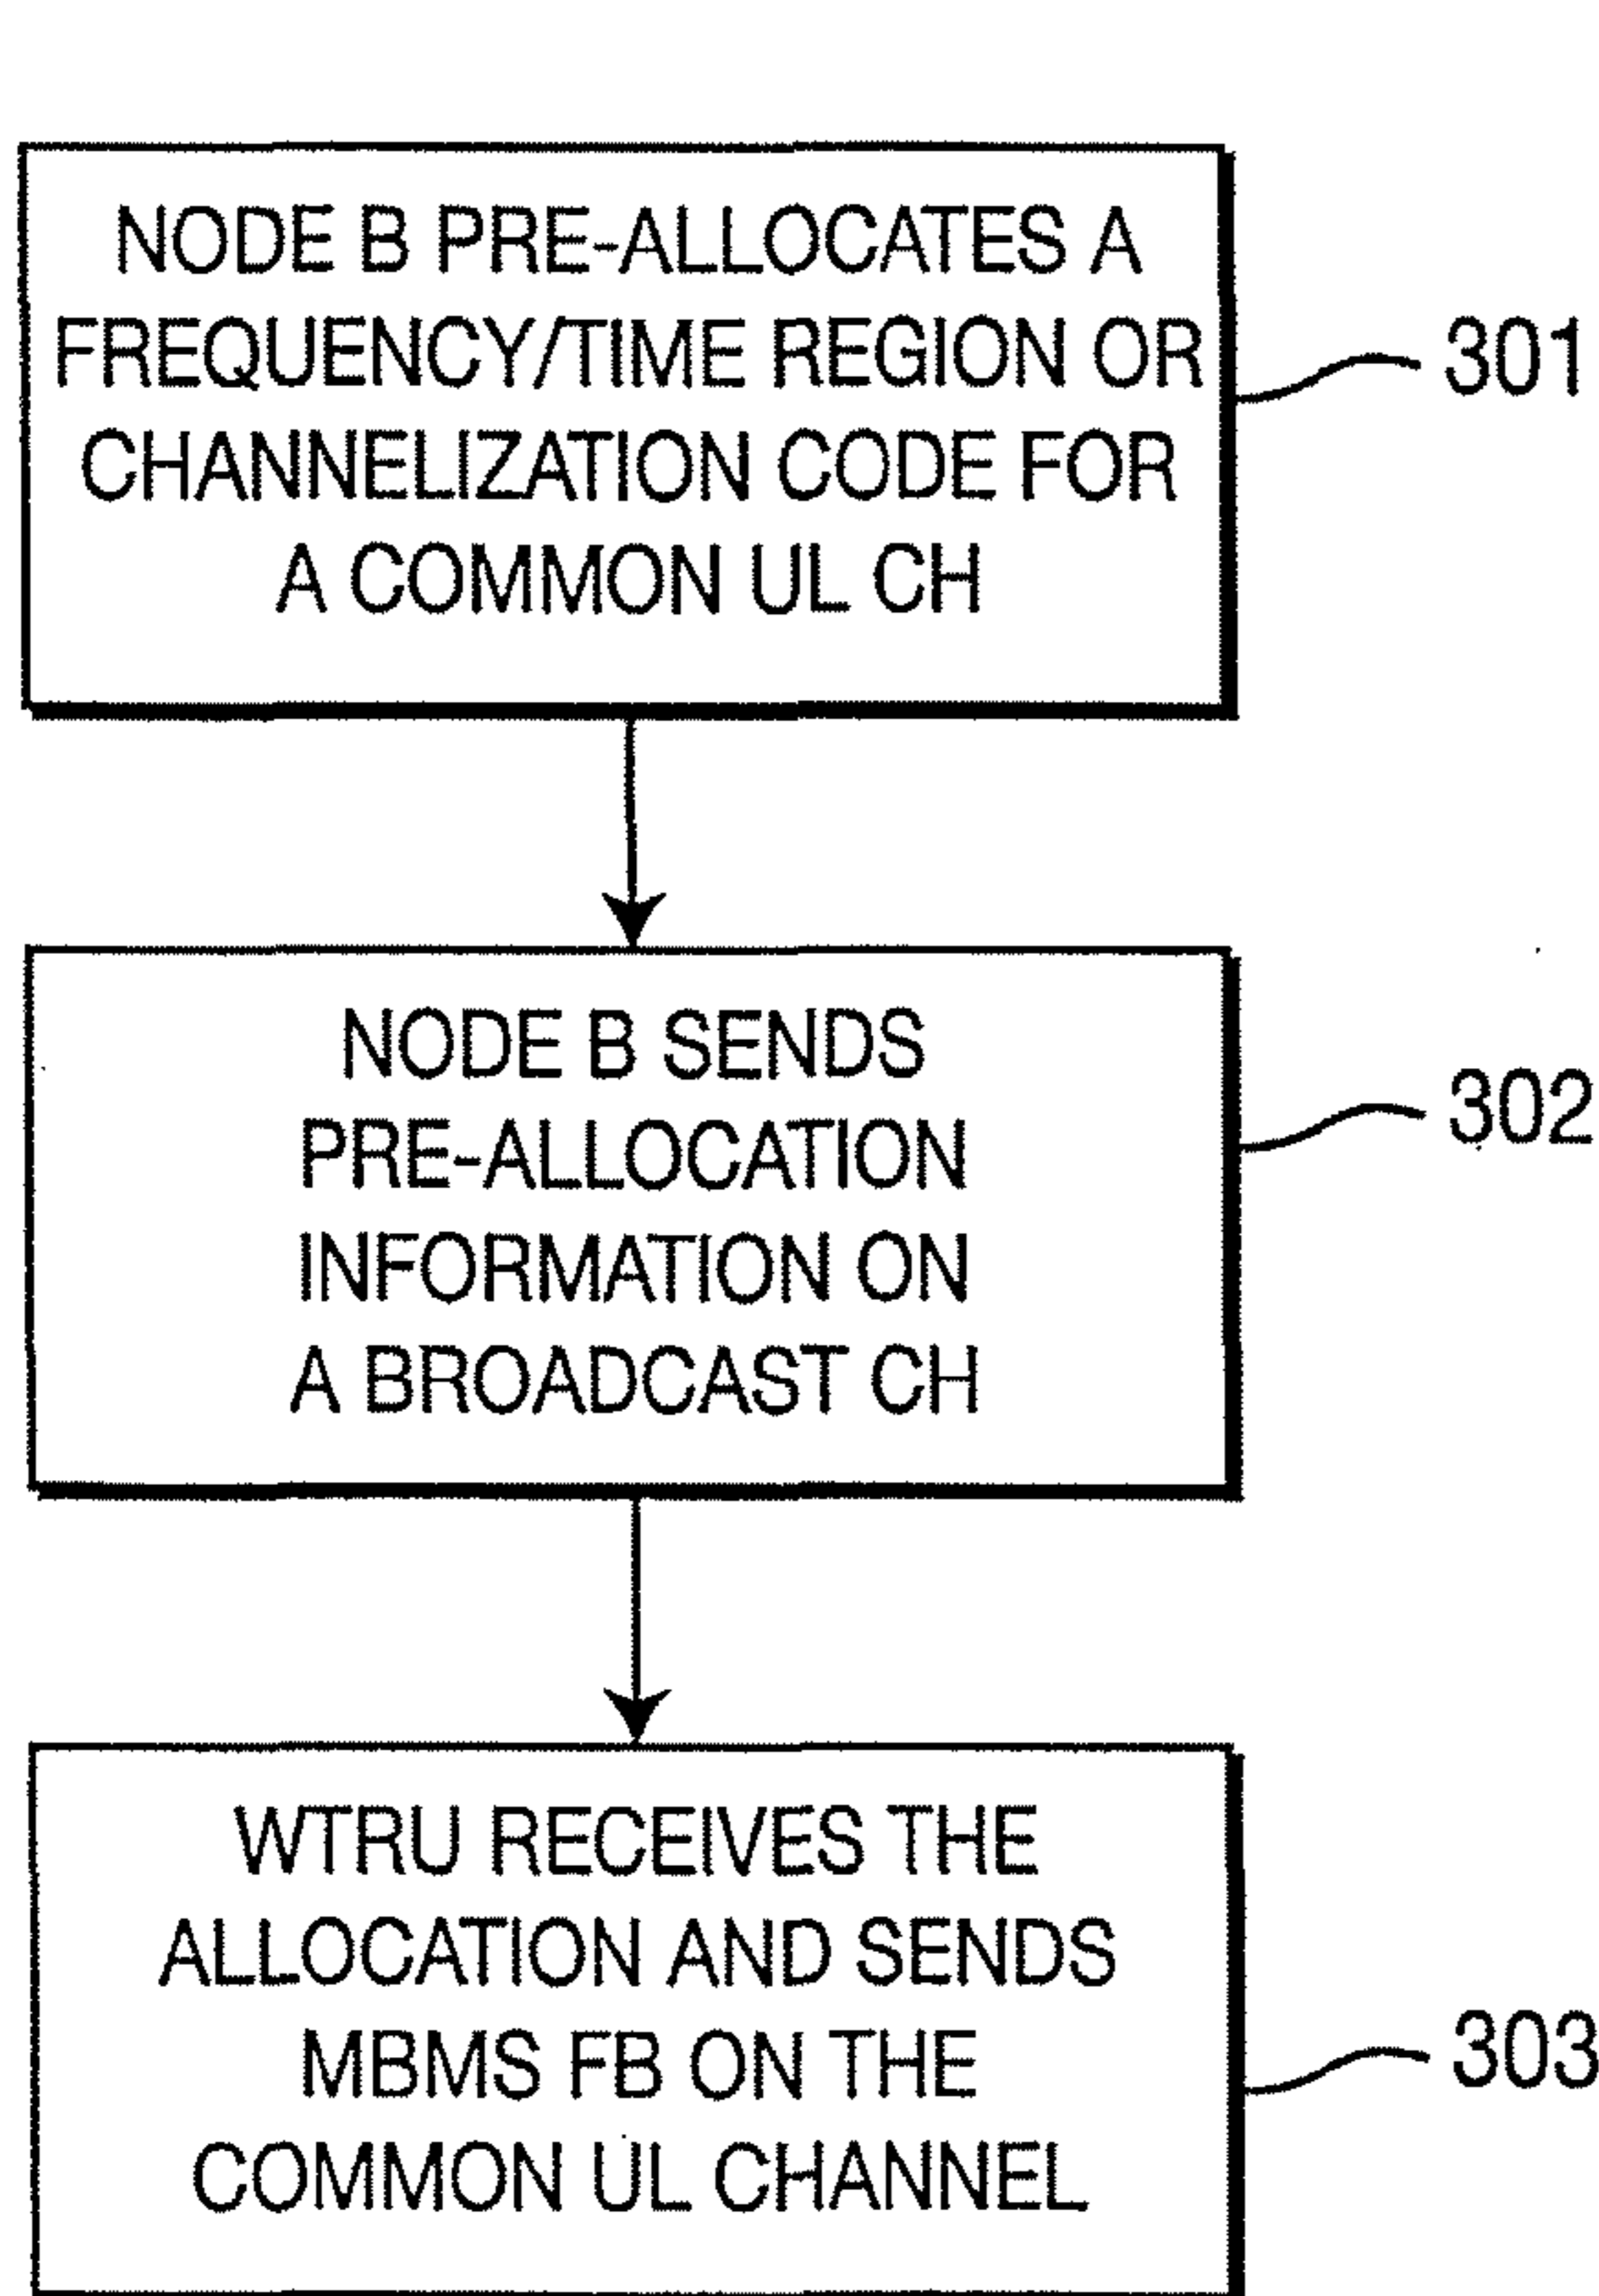 NODE B PRE-ALLOCATES A
FREQUENCY/TIME REGION OR
CHANNELIZATION CODE FOR
A COMMON UL CH
301
NODE B SENDS
PRE-ALLOCATION
INFORMATION ON
A BROADCAST CH
302
WTRU RECEIVES THE
ALLOCATION AND SENDS
MBMS FB ON THE
COMMON UL CHANNEL
303